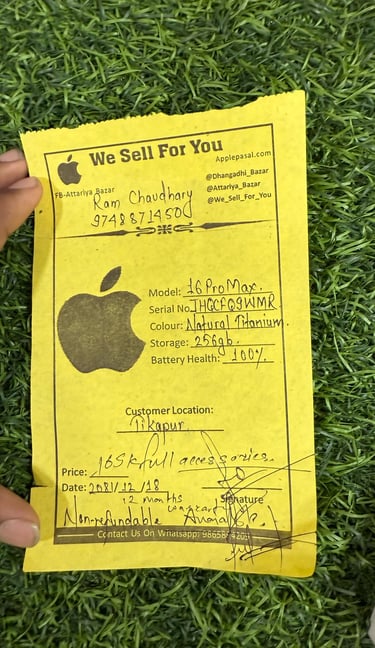 We Sell For You
Applepasal.com
FB-Attariya Bazar
@Dhangadhi_Bazar
@Attariya_Bazar
@We_Sell_For_You
Ram Chaudhary
9748871450
Model: 16 Pro Max.
Serial No JHQCFQ9WMR
Colour: Natural Titanium.
Storage: 256gb.
Battery Health: 100%
Customer Location:
Tikapur
Price: 165k full accessories.
Date: 2081/12/18
12 months
Signature
Non-refundable
Contact Us On Whatsapp: